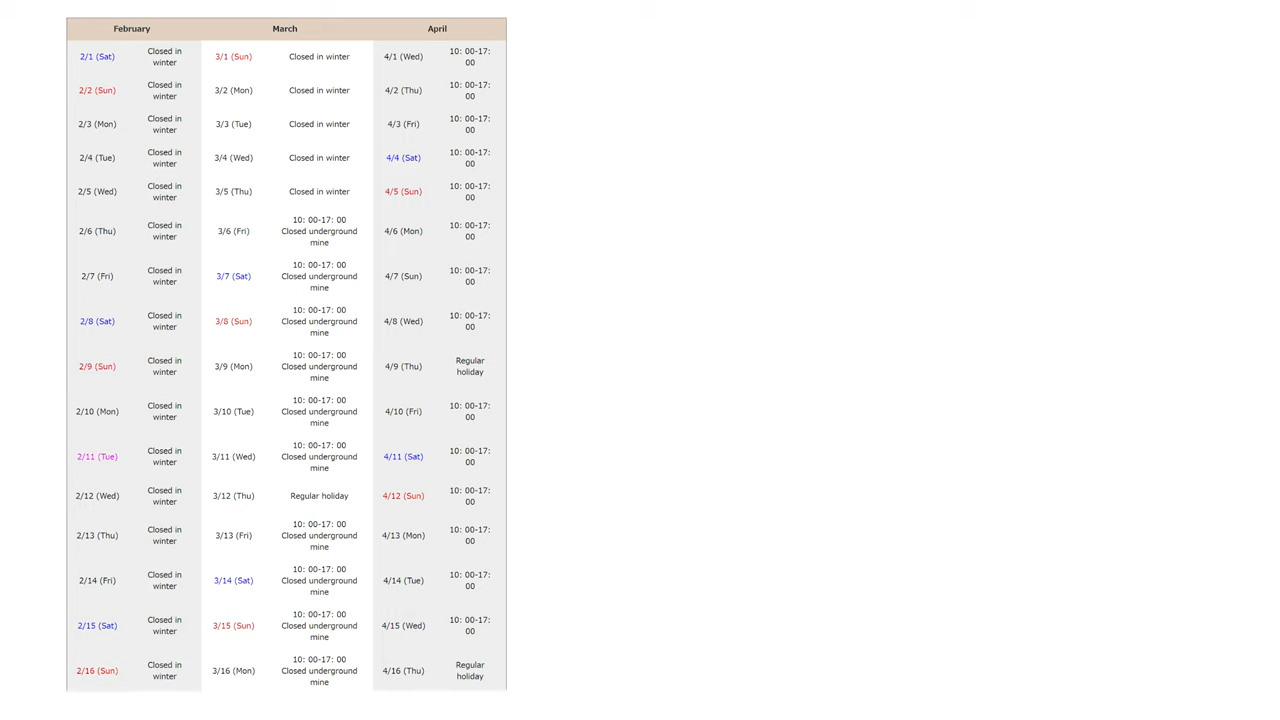 February March April
2/1 (Sat) Closed in winter 3/1 (Sun) Closed in winter 4/1 (Wed) 10: 00-17: 00
2/2 (Sun) Closed in winter 3/2 (Mon) Closed in winter 4/2 (Thu) 10: 00-17: 00
2/3 (Mon) Closed in winter 3/3 (Tue) Closed in winter 4/3 (Fri) 10: 00-17: 00
2/4 (Tue) Closed in winter 3/4 (Wed) Closed in winter 4/4 (Sat) 10: 00-17: 00
2/5 (Wed) Closed in winter 3/5 (Thu) Closed in winter 4/5 (Sun) 10: 00-17: 00
2/6 (Thu) Closed in winter 3/6 (Fri) 10: 00-17: 00 Closed underground mine 4/6 (Mon) 10: 00-17: 00
2/7 (Fri) Closed in winter 3/7 (Sat) 10: 00-17: 00 Closed underground mine 4/7 (Sun) 10: 00-17: 00
2/8 (Sat) Closed in winter 3/8 (Sun) 10: 00-17: 00 Closed underground mine 4/8 (Wed) 10: 00-17: 00
2/9 (Sun) Closed in winter 3/9 (Mon) 10: 00-17: 00 Closed underground mine 4/9 (Thu) Regular holiday
2/10 (Mon) Closed in winter 3/10 (Tue) 10: 00-17: 00 Closed underground mine 4/10 (Fri) 10: 00-17: 00
2/11 (Tue) Closed in winter 3/11 (Wed) 10: 00-17: 00 Closed underground mine 4/11 (Sat) 10: 00-17: 00
2/12 (Wed) Closed in winter 3/12 (Thu) Regular holiday 4/12 (Sun) 10: 00-17: 00
2/13 (Thu) Closed in winter 3/13 (Fri) 10: 00-17: 00 Closed underground mine 4/13 (Mon) 10: 00-17: 00
2/14 (Fri) Closed in winter 3/14 (Sat) 10: 00-17: 00 Closed underground mine 4/14 (Tue) 10: 00-17: 00
2/15 (Sat) Closed in winter 3/15 (Sun) 10: 00-17: 00 Closed underground mine 4/15 (Wed) 10: 00-17: 00
2/16 (Sun) Closed in winter 3/16 (Mon) 10: 00-17: 00 Closed underground mine 4/16 (Thu) Regular holiday